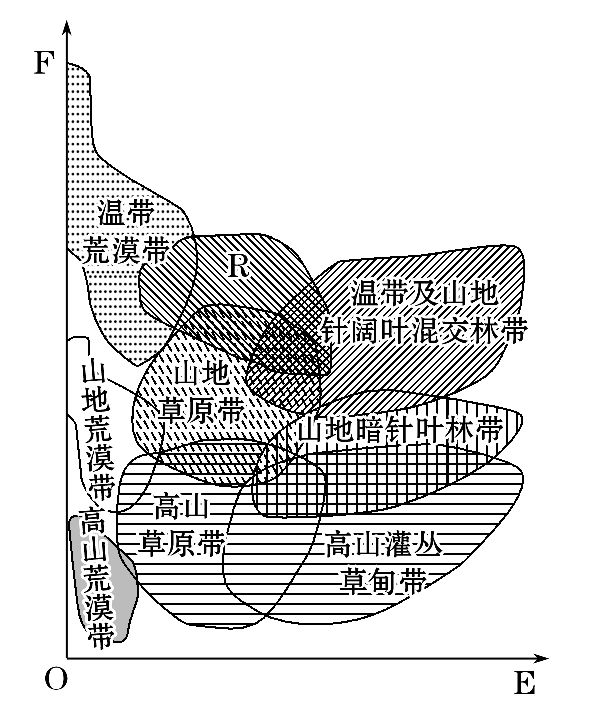 F
温带
荒漠带
R
温带及山地
针阔叶混交林带
山地
草原带
山地荒漠带
山地暗针叶林带
高山
草原带
高山灌丛
草甸带
高山荒漠带
O
E